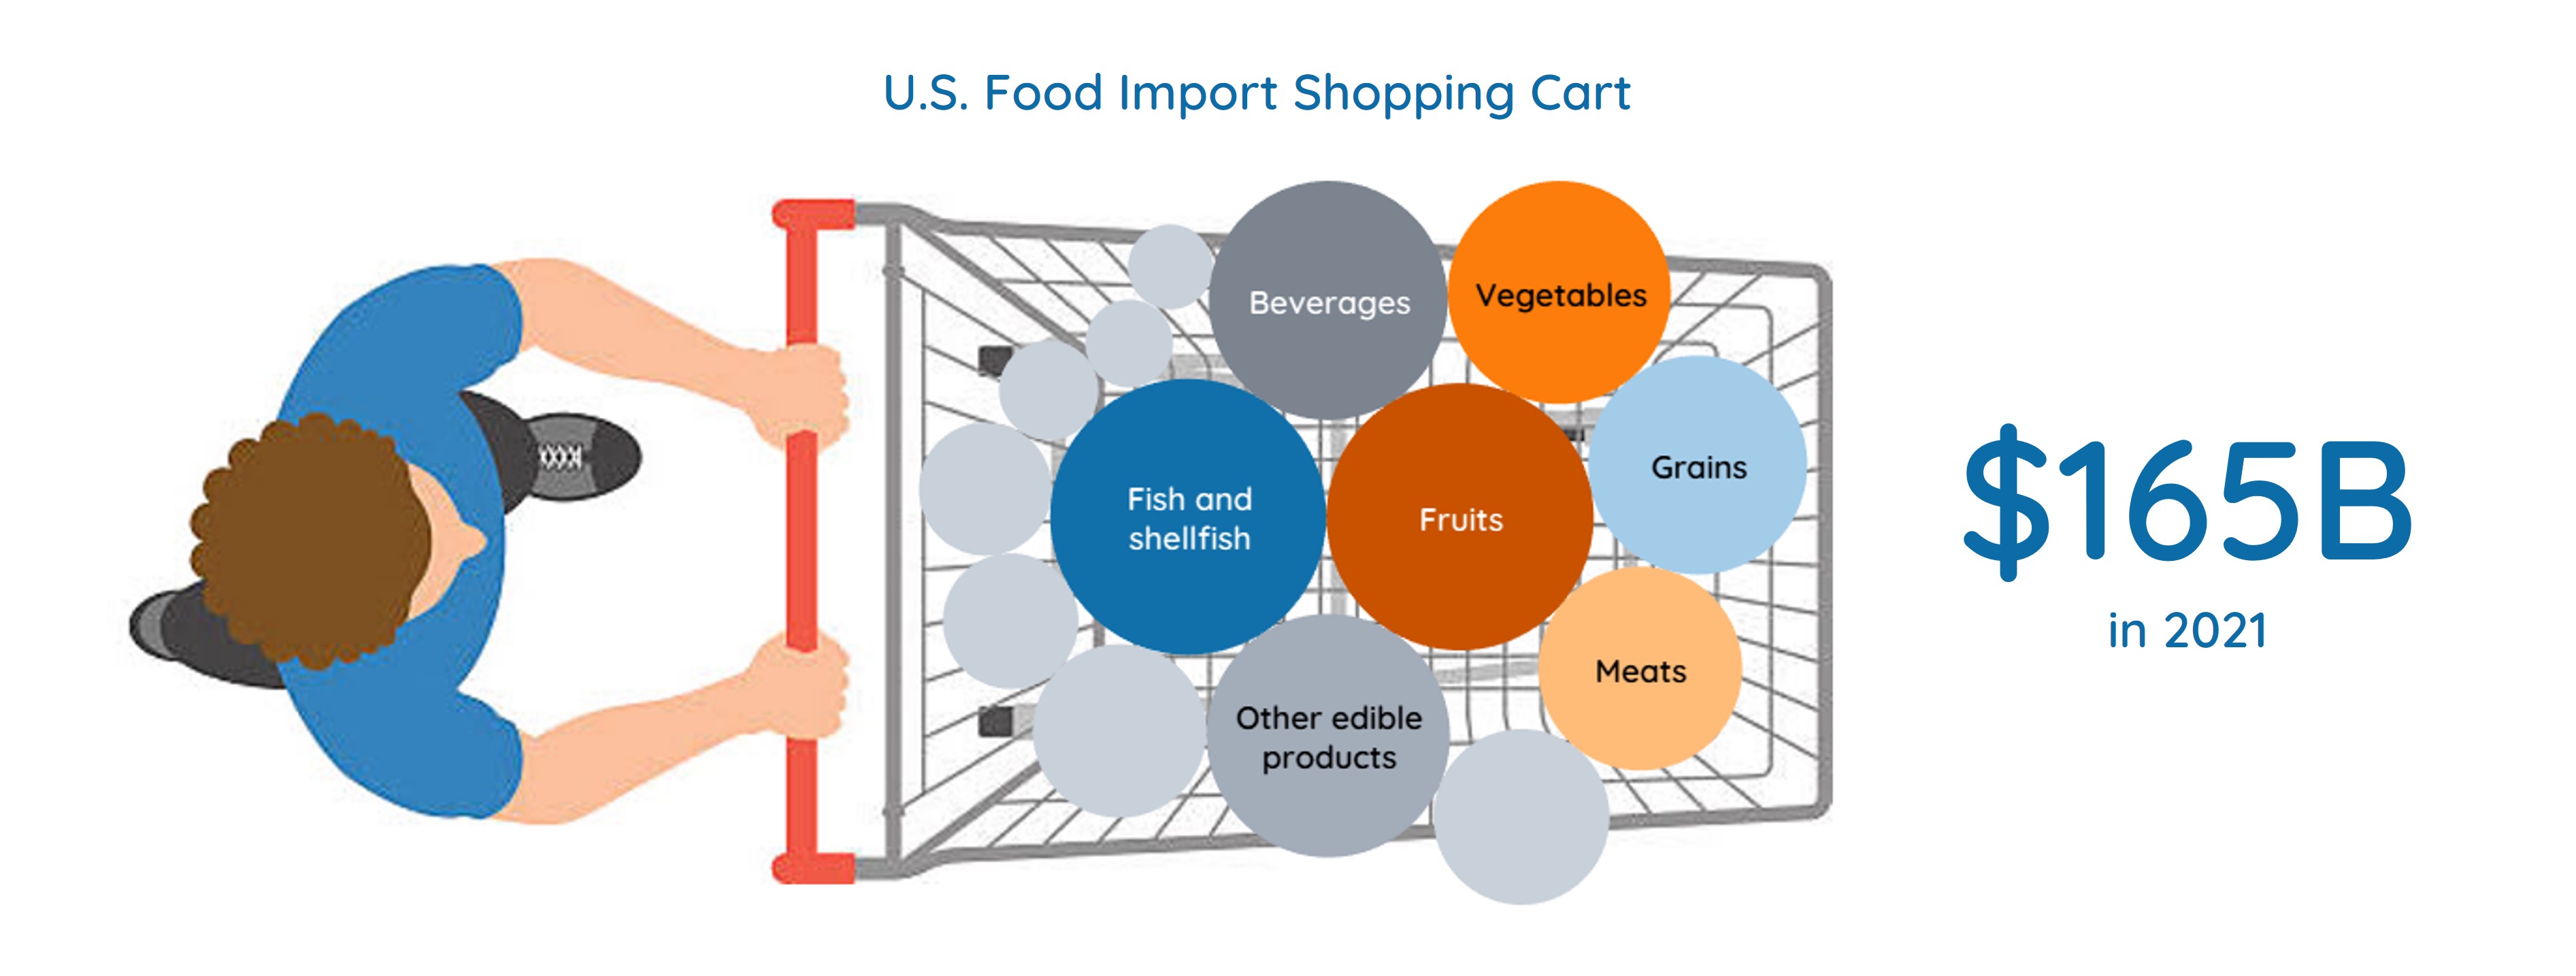 U.S. Food Import Shopping Cart
Beverages
Vegetables
Grains
Fish and
shellfish
Fruits
Meats
Other edible
products
$165B
in 2021